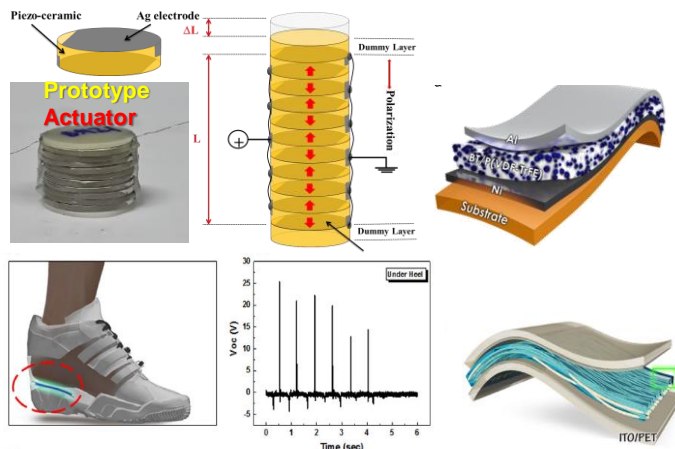 Piezo-ceramic
Ag electrode
Prototype
Actuator
ΔL
L
+
Dummy Layer
Polarization
Dummy Layer
Al
BT/P(VDF-TrFE)
Ni
Substrate
Under Heel
Voc (V)
30
25
20
15
10
5
0
-5
0
1
2
3
4
5
6
Time (sec)
ITO/PET